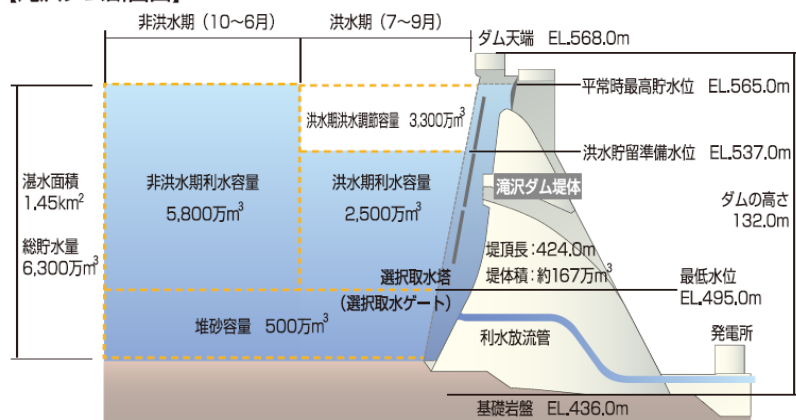 非洪水期（10〜6月）
洪水期（7〜9月）
ダム天端 EL.568.0m
平常時最高貯水位 EL.565.0m
洪水期洪水調節容量 3,300万m³
洪水貯留準備水位 EL.537.0m
湛水面積
1.45km²
総貯水量
6,300万m³
非洪水期利水容量
5,800万m³
洪水期利水容量
2,500万m³
滝沢ダム堤体
ダムの高さ
132.0m
堤頂長：424.0m
堤体積：約167万m³
選択取水塔
（選択取水ゲート）
最低水位
EL.495.0m
堆砂容量 500万m³
利水放流管
発電所
基礎岩盤 EL.436.0m